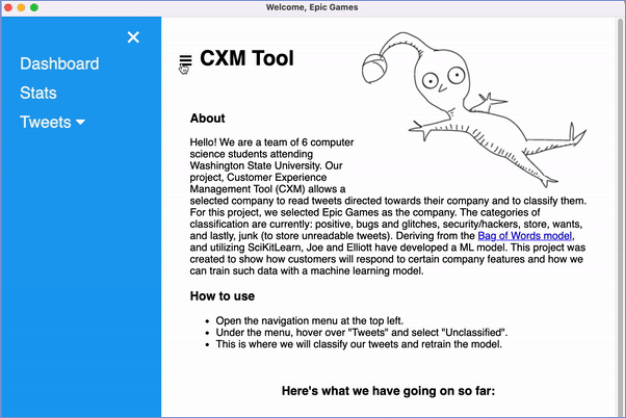 Welcome, Epic Games
Dashboard
Stats
Tweets
CXM Tool
About
Hello! We are a team of 6 computer
science students attending
Washington State University. Our
project, Customer Experience
Management Tool (CXM) allows a
selected company to read tweets directed towards their company and to classify them.
For this project, we selected Epic Games as the company. The categories of
classification are currently: positive, bugs and glitches, security/hackers, store, wants,
and lastly, junk (to store unreadable tweets). Deriving from the Bag of Words model,
and utilizing SciKitLearn, Joe and Elliott have developed a ML model. This project was
created to show how customers will respond to certain company features and how we
can train such data with a machine learning model.
How to use
• Open the navigation menu at the top left.
• Under the menu, hover over "Tweets" and select "Unclassified".
• This is where we will classify our tweets and retrain the model.
Here's what we have going on so far: